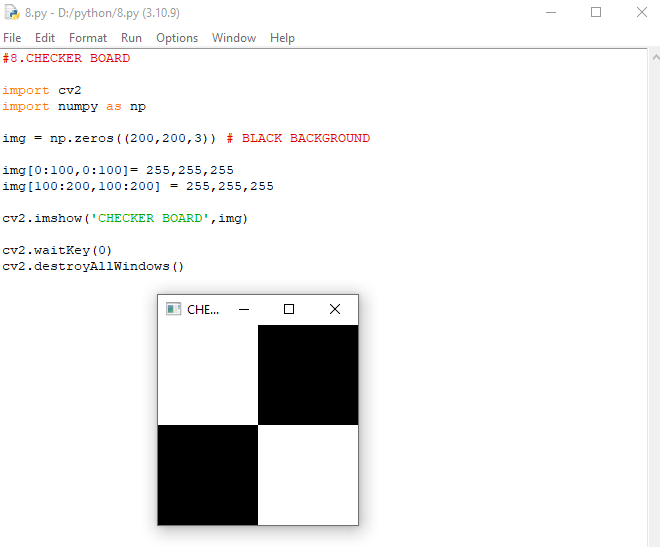 8.py - D:/python/8.py (3.10.9)
File Edit Format Run Options Window Help
#8.CHECKER BOARD
import cv2
import numpy as np
img = np.zeros((200,200,3)) # BLACK BACKGROUND
img[0:100,0:100]= 255,255,255
img[100:200,100:200] = 255,255,255
cv2.imshow('CHECKER BOARD',img)
cv2.waitKey(0)
cv2.destroyAllWindows()
CHE...